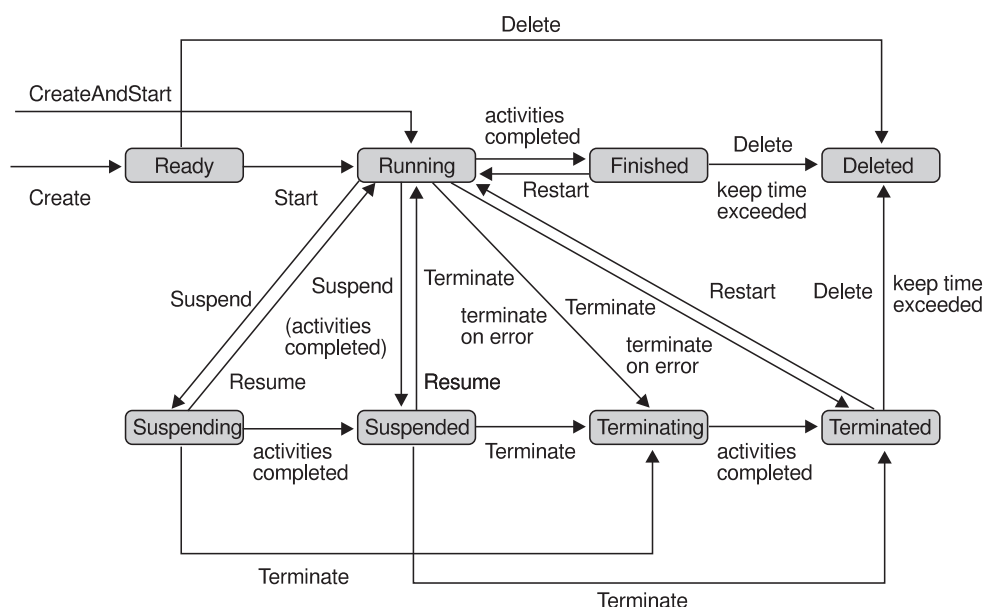 Delete
CreateAndStart
activities
completed
Ready
Running
Finished
Delete
Deleted
Create
Start
Restart
keep time
exceeded
Suspend
Suspend
(activities
completed)
Resume
Terminate
terminate
on error
Resume
Terminate
terminate
on error
Restart
Delete
keep time
exceeded
Suspending
Suspended
Terminating
Terminated
activities
completed
Terminate
activities
completed
Terminate
Terminate